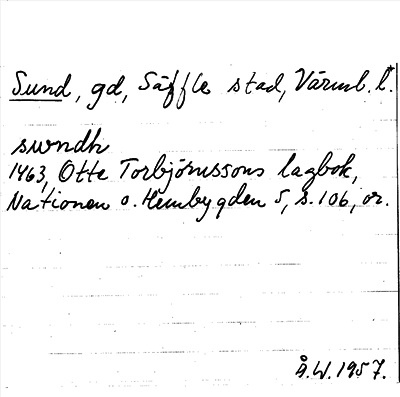 Sund, gd, Säffle stad, Värml. l.
swndh
1463, Otte Torbjörnssons lagbok,
Nationen o. Hembygden 5, s. 106, or.
Å.W. 1957.